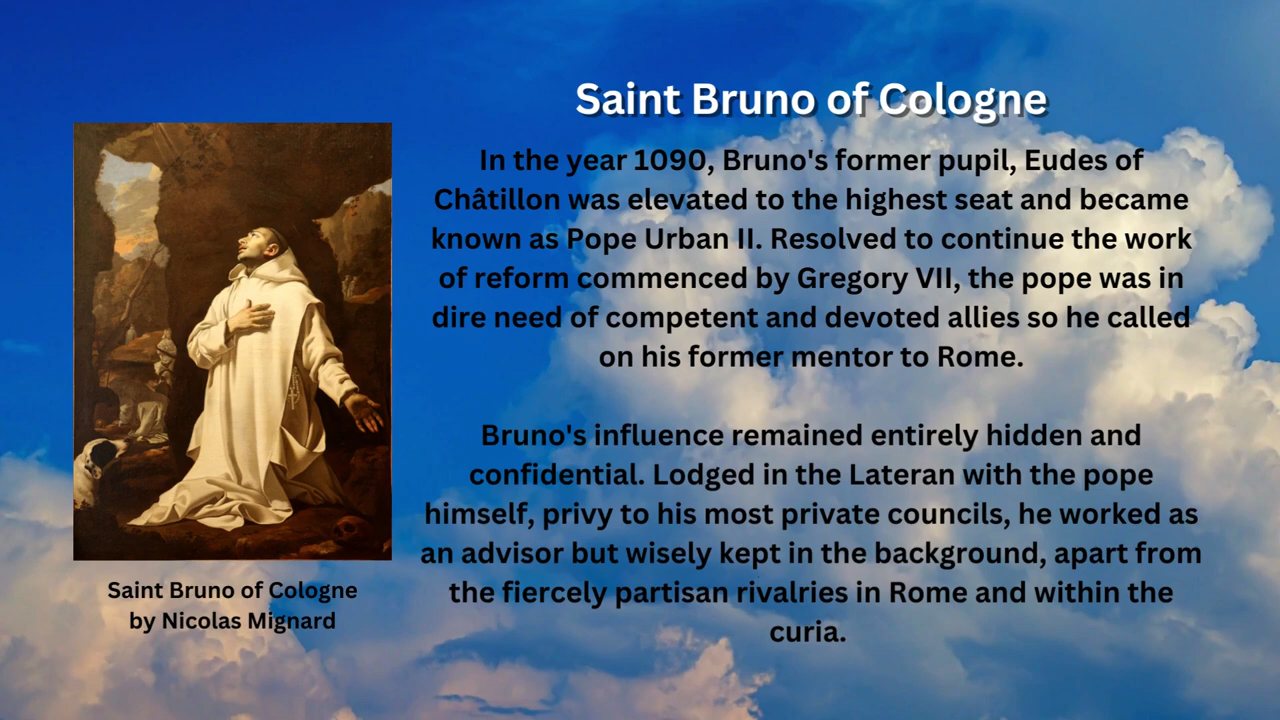 Saint Bruno of Cologne
In the year 1090, Bruno's former pupil, Eudes of
Châtillon was elevated to the highest seat and became
known as Pope Urban II. Resolved to continue the work
of reform commenced by Gregory VII, the pope was in
dire need of competent and devoted allies so he called
on his former mentor to Rome.
Bruno's influence remained entirely hidden and
confidential. Lodged in the Lateran with the pope
himself, privy to his most private councils, he worked as
an advisor but wisely kept in the background, apart from
the fiercely partisan rivalries in Rome and within the
curia.
Saint Bruno of Cologne
by Nicolas Mignard